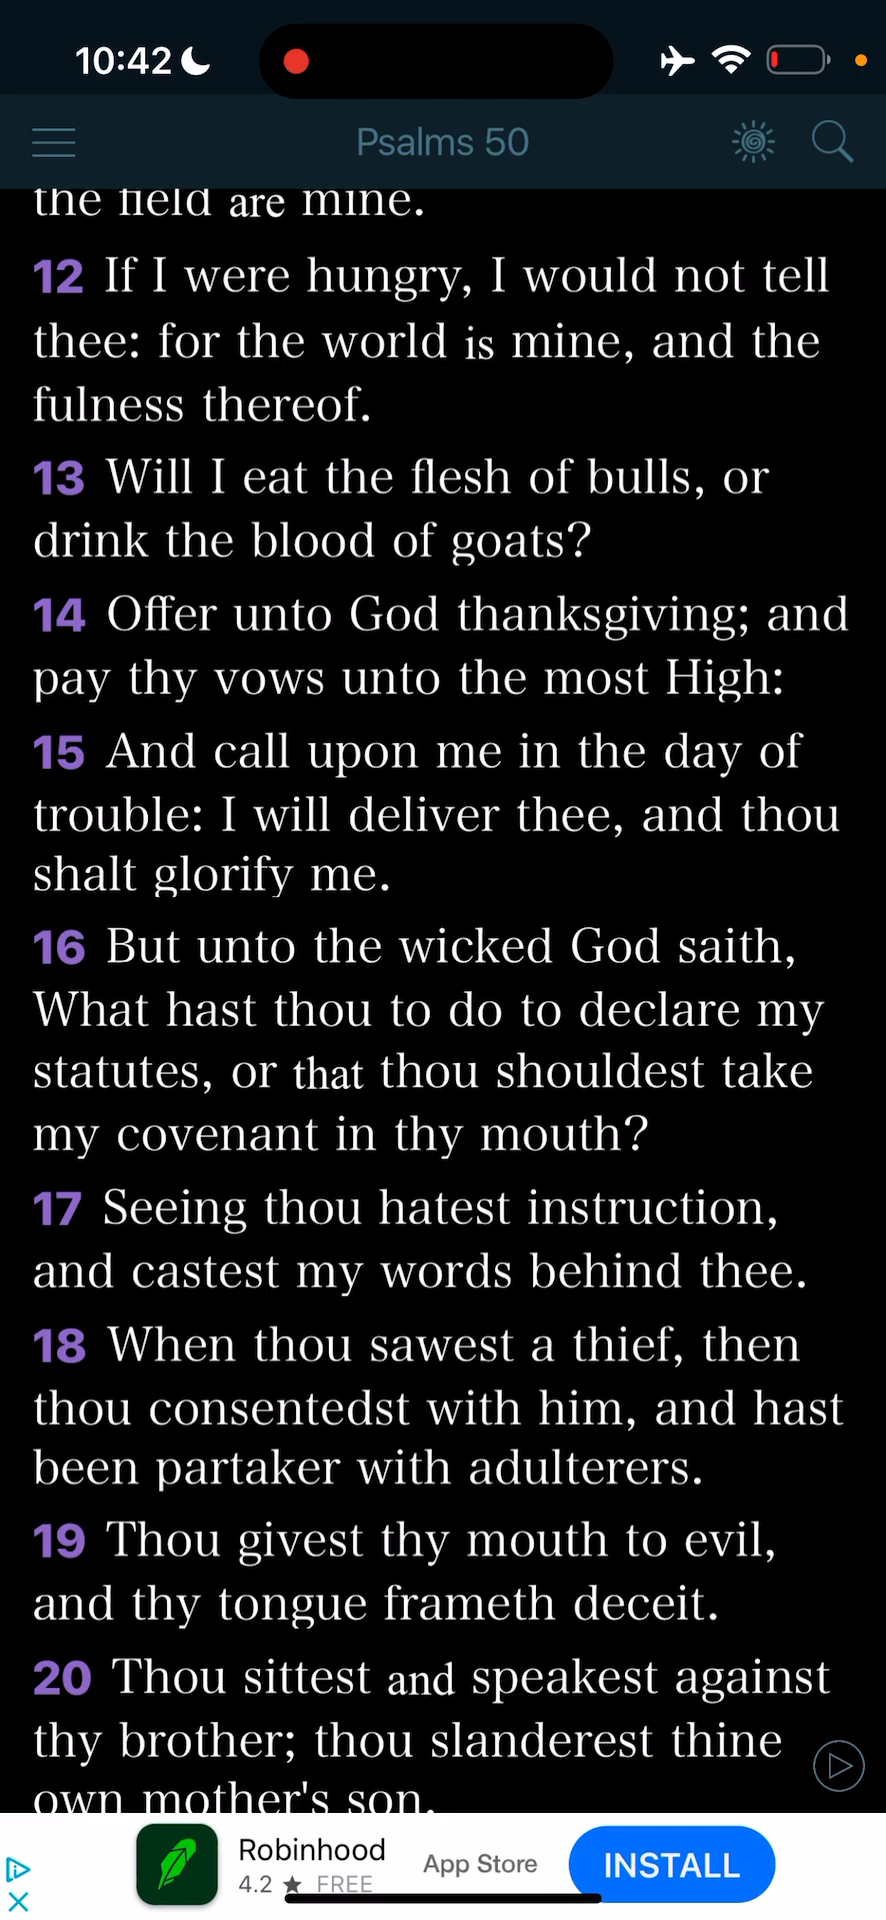 10:42
Psalms 50
the field are mine.
12 If I were hungry, I would not tell
thee: for the world is mine, and the
fulness thereof.
13 Will I eat the flesh of bulls, or
drink the blood of goats?
14 Offer unto God thanksgiving; and
pay thy vows unto the most High:
15 And call upon me in the day of
trouble: I will deliver thee, and thou
shalt glorify me.
16 But unto the wicked God saith,
What hast thou to do to declare my
statutes, or that thou shouldest take
my covenant in thy mouth?
17 Seeing thou hatest instruction,
and castest my words behind thee.
18 When thou sawest a thief, then
thou consentedst with him, and hast
been partaker with adulterers.
19 Thou givest thy mouth to evil,
and thy tongue frameth deceit.
20 Thou sittest and speakest against
thy brother; thou slanderest thine
own mother's son.
Robinhood
4.2 ★ FREE
App Store
INSTALL